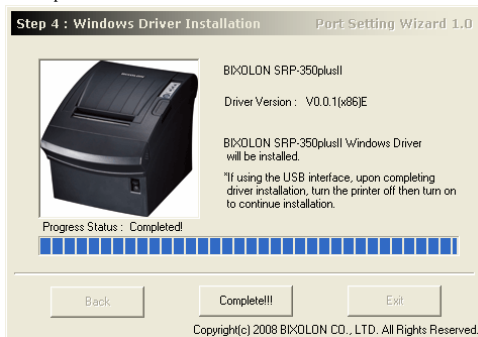 Step 4 : Windows Driver Installation
Port Setting Wizard 1.0
BIXOLON SRP-350plusII
Driver Version : V0.0.1(x86)E
BIXOLON SRP-350plusII Windows Driver
will be installed.
"If using the USB interface, upon completing
driver installation, turn the printer off then turn on
to continue installation.
Progress Status : Completed!
Back
Complete!!!
Exit
Copyright(c) 2008 BIXOLON CO., LTD. All Rights Reserved.